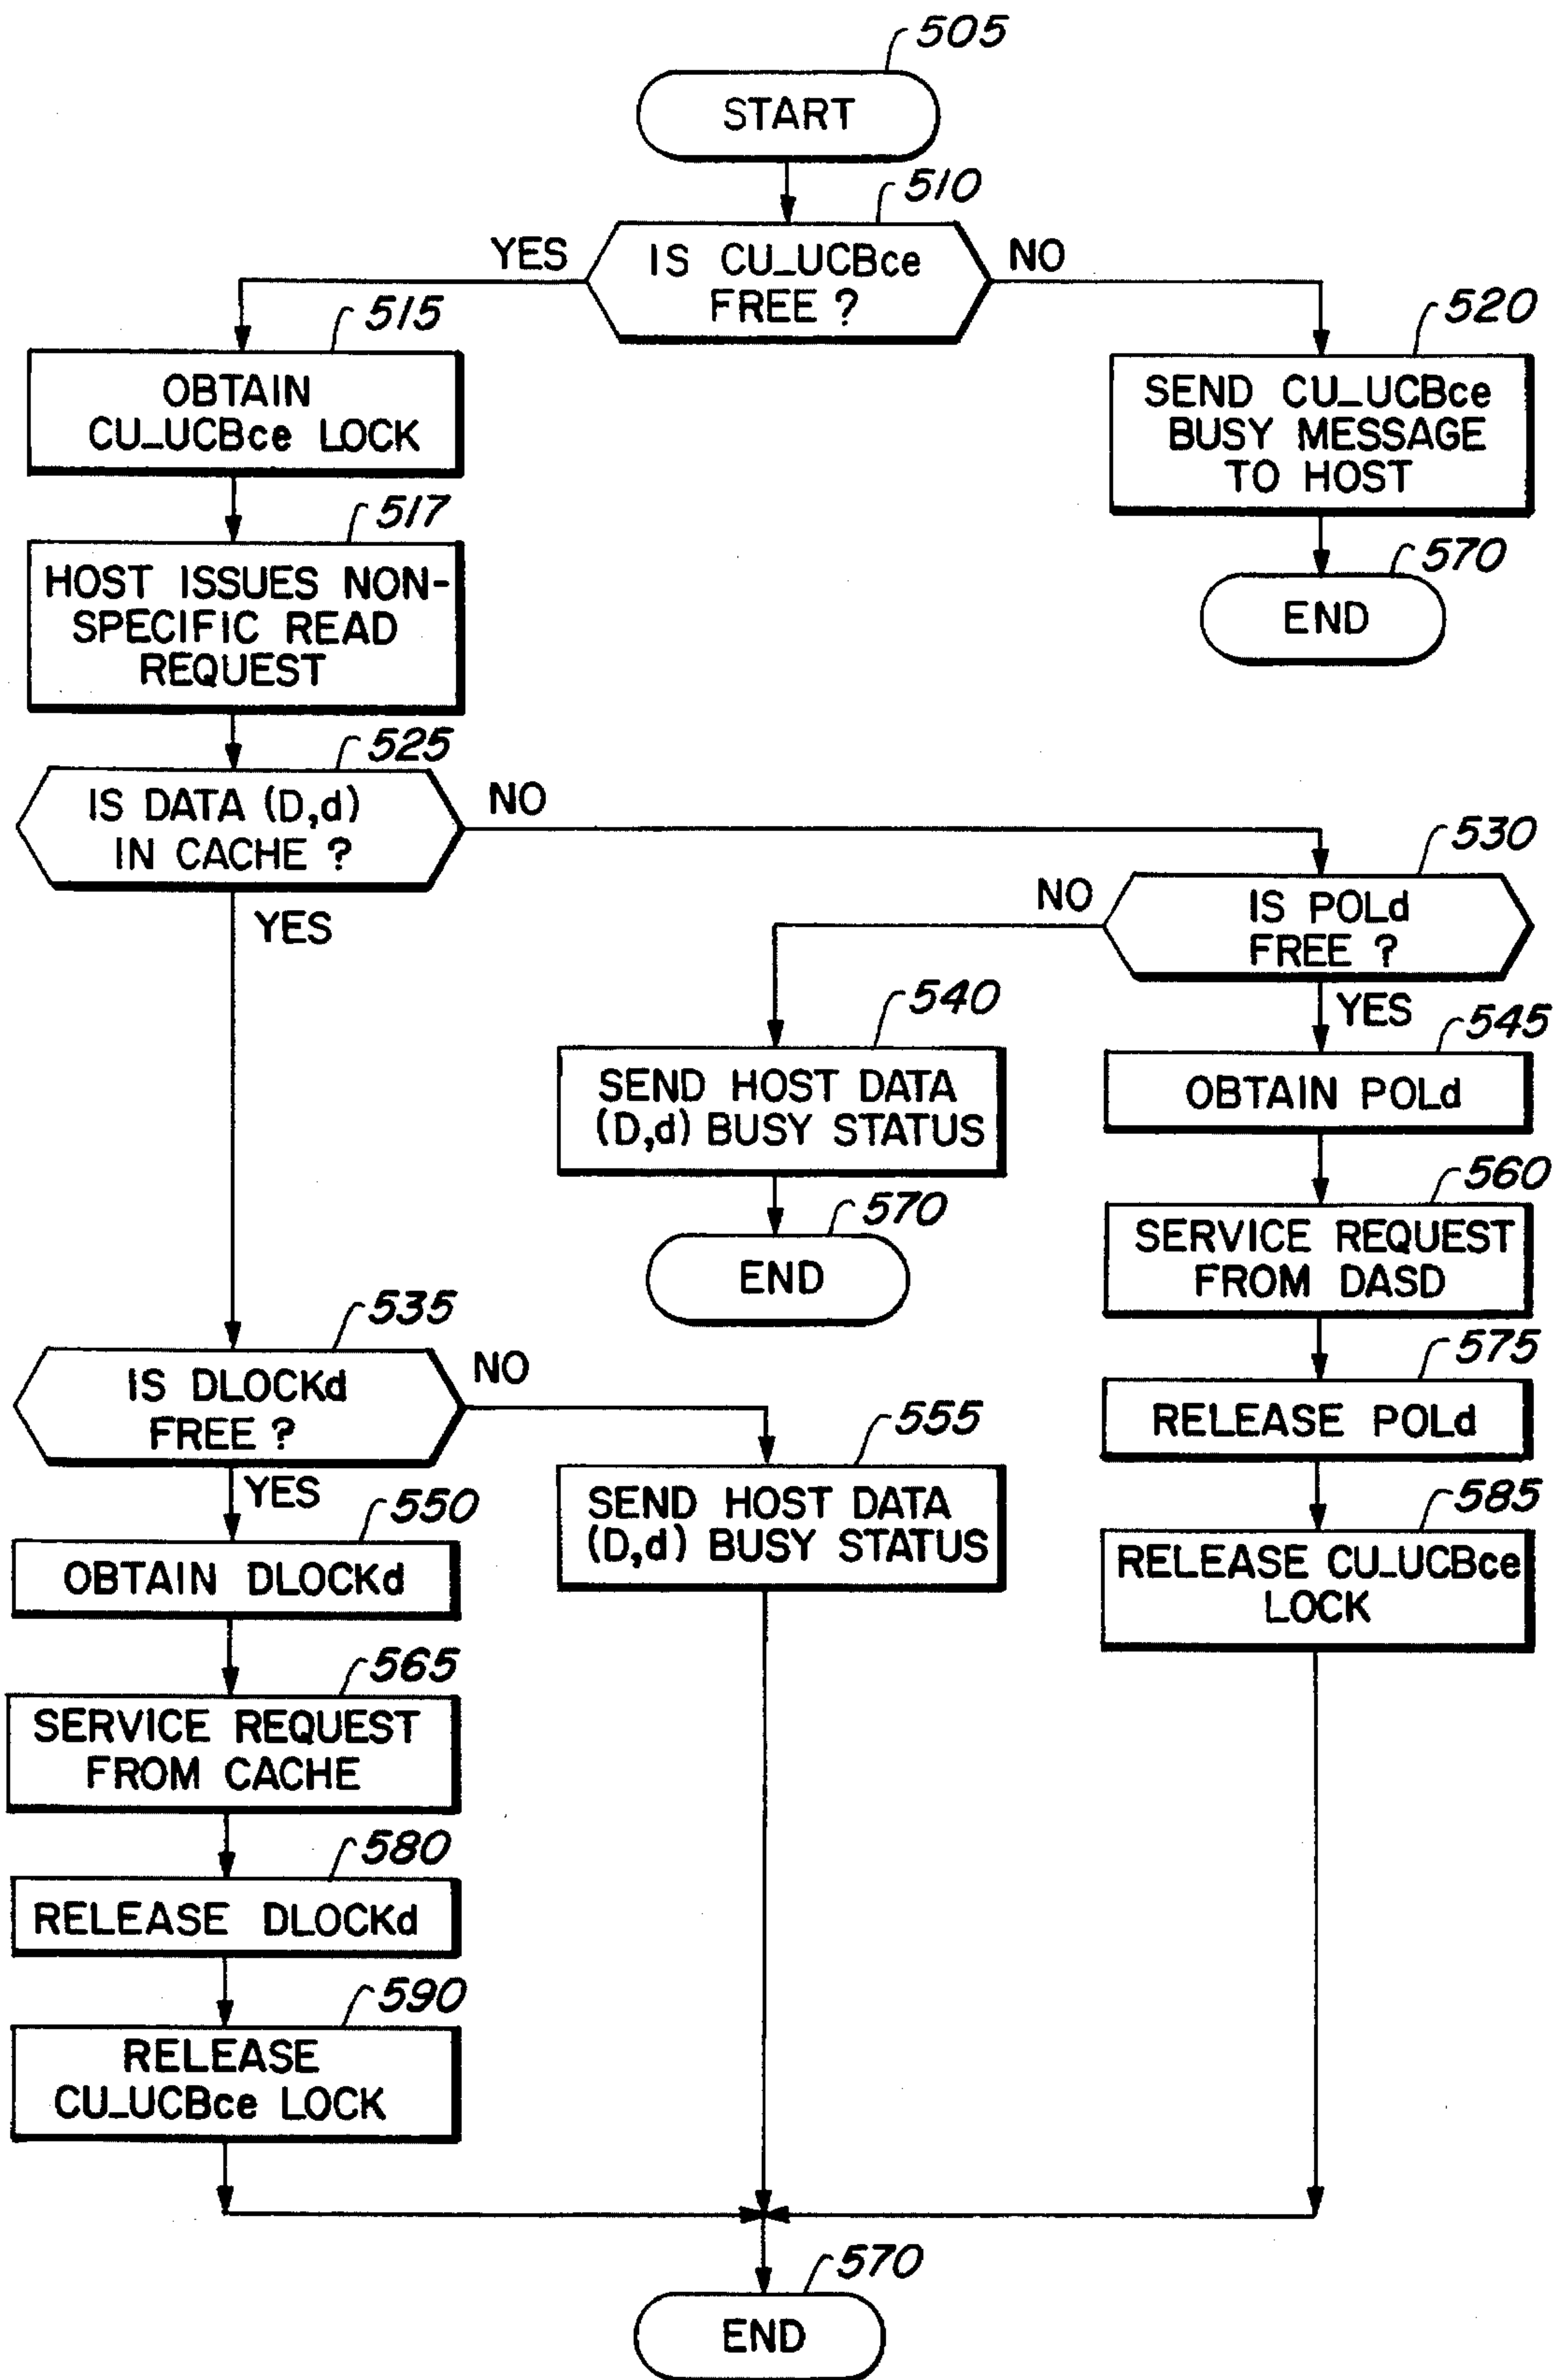 505
START
510
IS CU_UCBce
FREE ?
YES
NO
515
OBTAIN
CU_UCBce LOCK
520
SEND CU_UCBce
BUSY MESSAGE
TO HOST
517
HOST ISSUES NON-
SPECIFIC READ
REQUEST
570
END
525
IS DATA (D,d)
IN CACHE ?
NO
YES
530
IS POLd
FREE ?
NO
YES
540
SEND HOST DATA
(D,d) BUSY STATUS
570
END
545
OBTAIN POLd
560
SERVICE REQUEST
FROM DASD
575
RELEASE POLd
585
RELEASE CU_UCBce
LOCK
535
IS DLOCKd
FREE ?
NO
YES
555
SEND HOST DATA
(D,d) BUSY STATUS
550
OBTAIN DLOCKd
565
SERVICE REQUEST
FROM CACHE
580
RELEASE DLOCKd
590
RELEASE
CU_UCBce LOCK
570
END